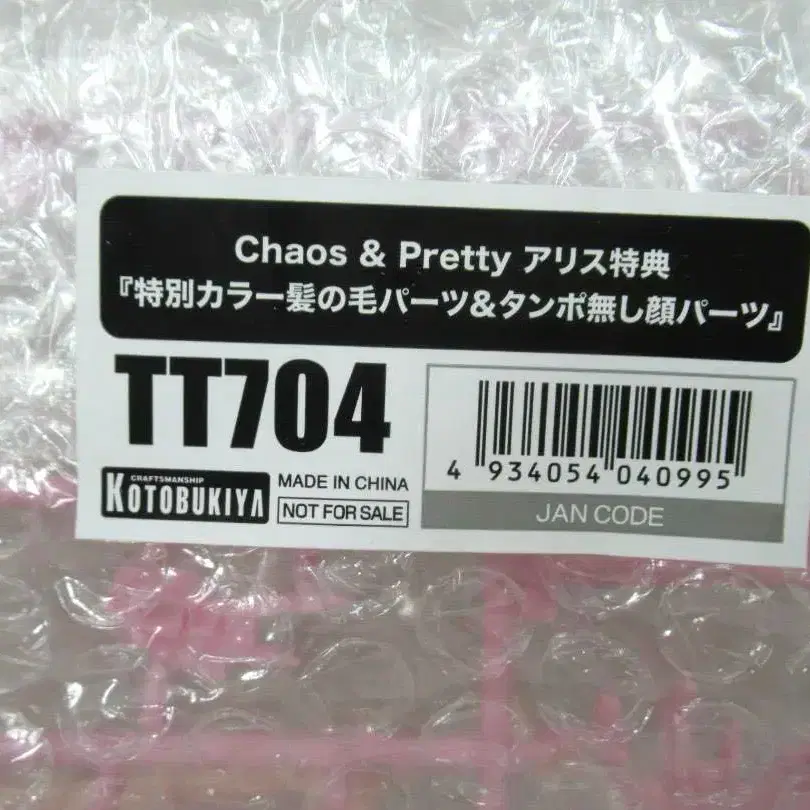 Chaos & Pretty アリス特典
『特別カラー髪の毛パーツ&タンポ無し顔パーツ』
TT704
CRAFTSMANSHIP
KOTOBUKIYA
MADE IN CHINA
NOT FOR SALE
4 934054 040995
JAN CODE